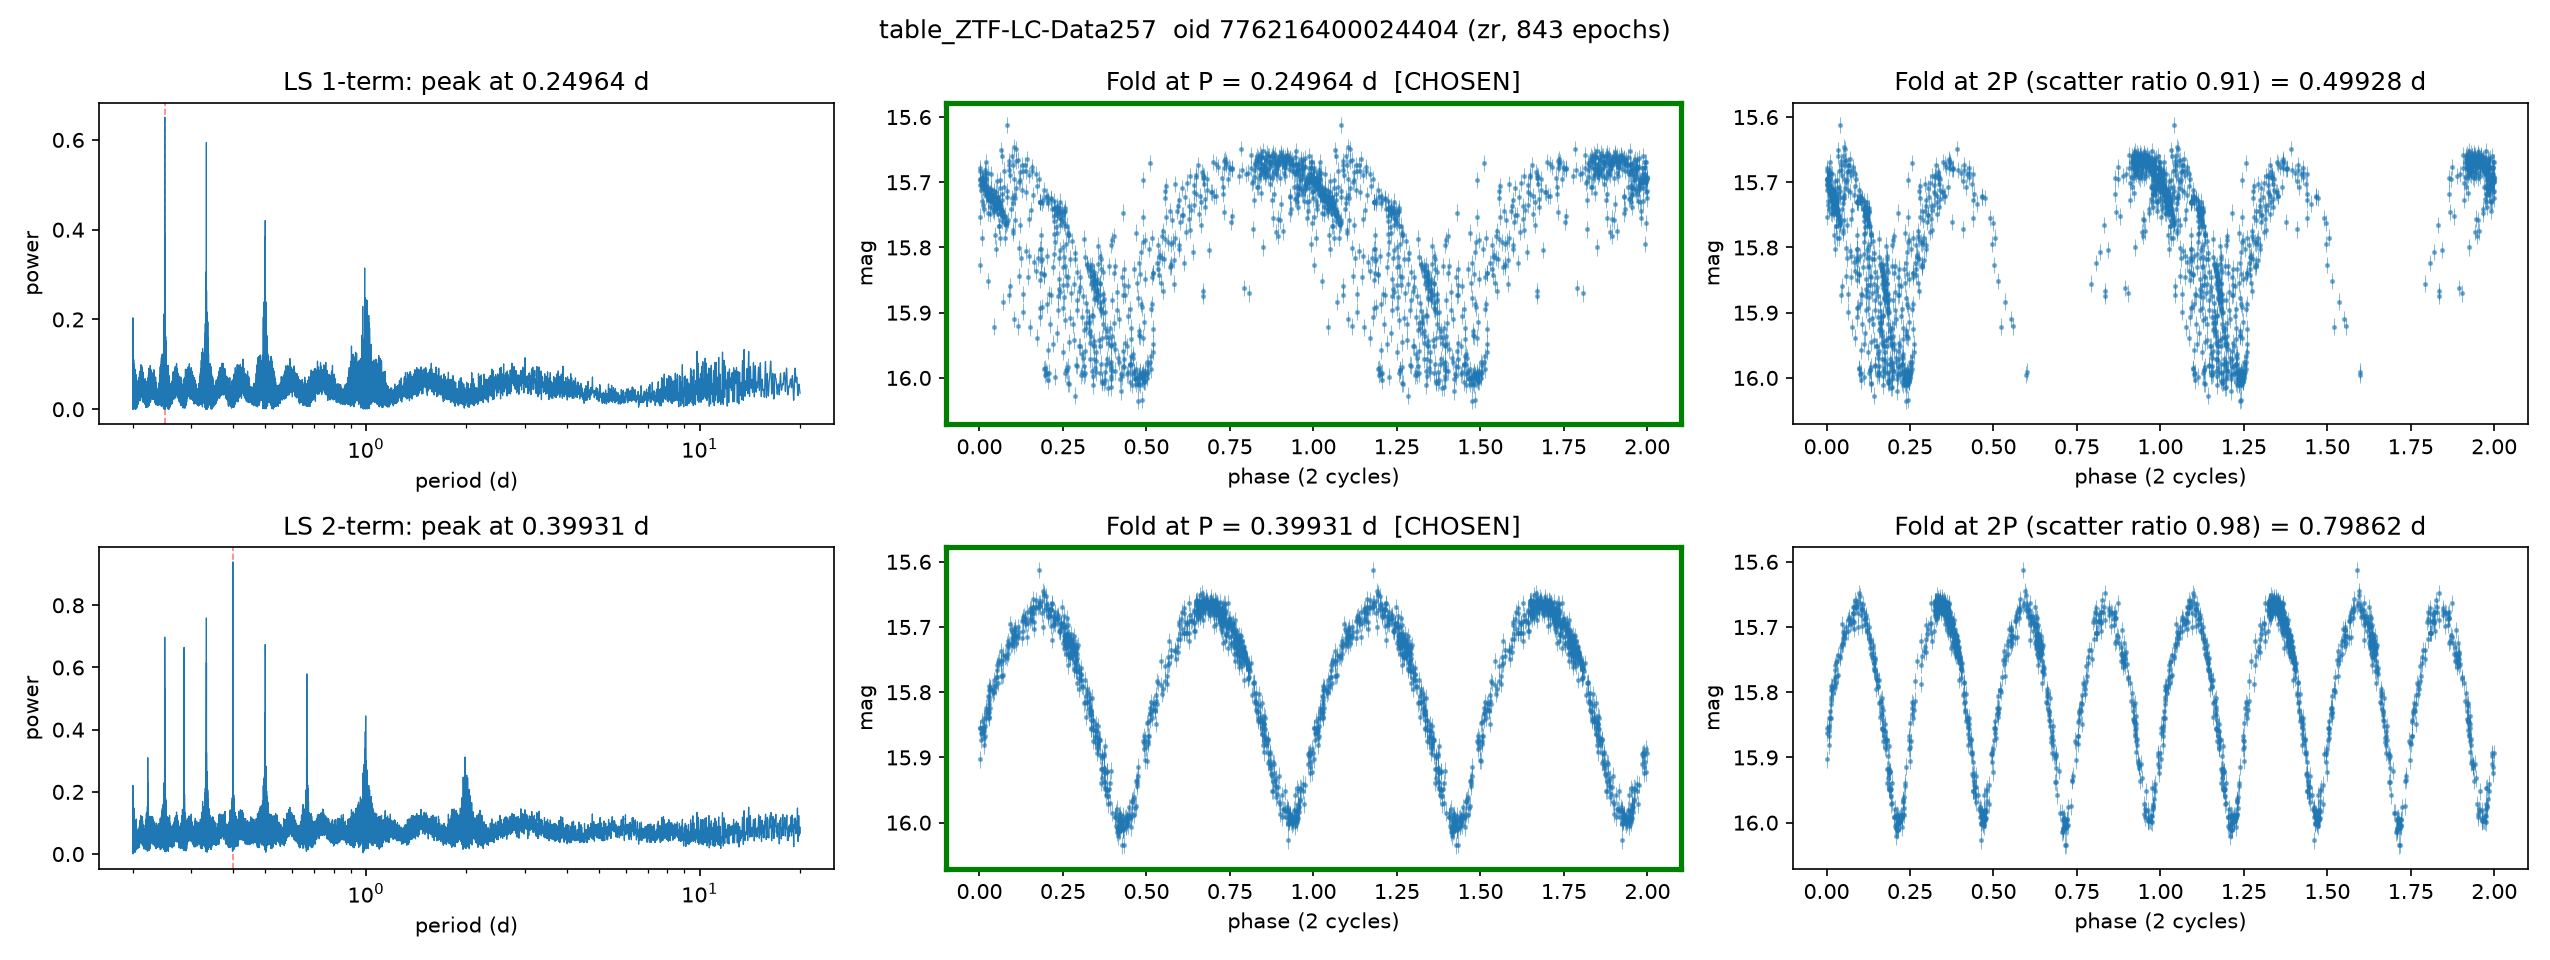 table_ZTF-LC-Data257  oid 776216400024404 (zr, 843 epochs)
LS 1-term: peak at 0.24964 d
power
0.6
0.4
0.2
0.0
10⁰
10¹
period (d)
Fold at P = 0.24964 d  [CHOSEN]
mag
15.6
15.7
15.8
15.9
16.0
0.00 0.25 0.50 0.75 1.00 1.25 1.50 1.75 2.00
phase (2 cycles)
Fold at 2P (scatter ratio 0.91) = 0.49928 d
mag
15.6
15.7
15.8
15.9
16.0
0.00 0.25 0.50 0.75 1.00 1.25 1.50 1.75 2.00
phase (2 cycles)
LS 2-term: peak at 0.39931 d
power
0.8
0.6
0.4
0.2
0.0
10⁰
10¹
period (d)
Fold at P = 0.39931 d  [CHOSEN]
mag
15.6
15.7
15.8
15.9
16.0
0.00 0.25 0.50 0.75 1.00 1.25 1.50 1.75 2.00
phase (2 cycles)
Fold at 2P (scatter ratio 0.98) = 0.79862 d
mag
15.6
15.7
15.8
15.9
16.0
0.00 0.25 0.50 0.75 1.00 1.25 1.50 1.75 2.00
phase (2 cycles)